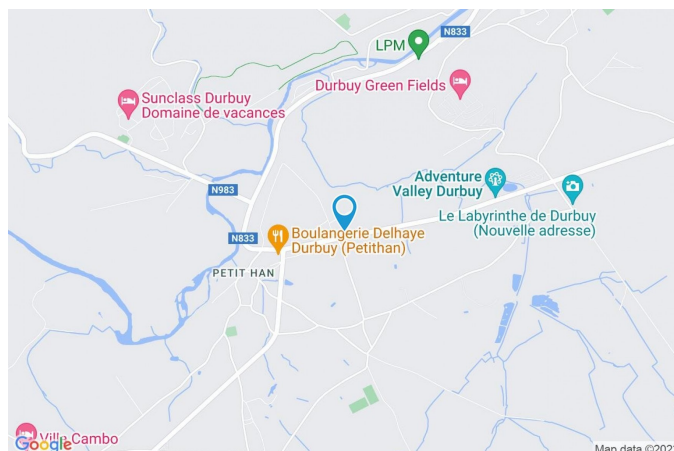 N833
LPM
Durbuy Green Fields
Sunclass Durbuy
Domaine de vacances
Adventure
Valley Durbuy
N983
Le Labyrinthe de Durbuy
(Nouvelle adresse)
N833
Boulangerie Delhaye
Durbuy (Petithan)
PETIT HAN
Villa Cambo
Google
Map data ©202